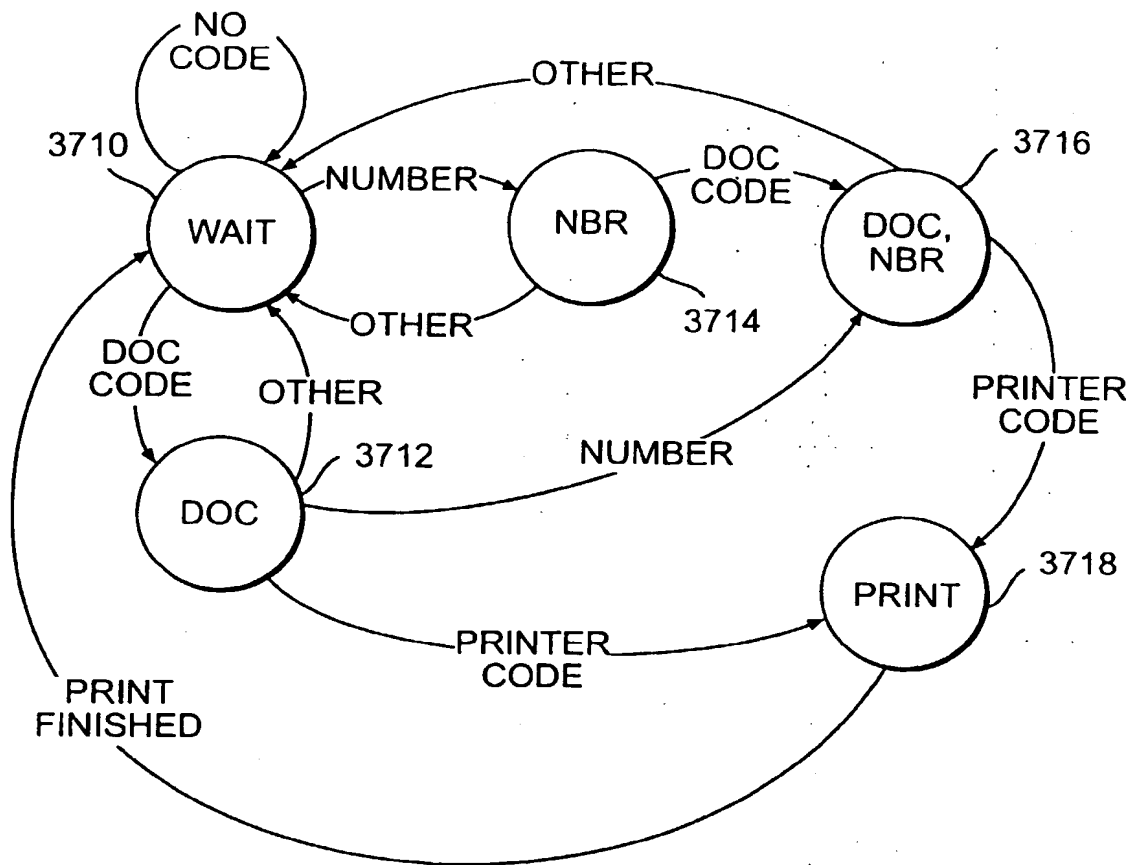 NO
CODE
OTHER
3710
3716
NUMBER
DOC
CODE
WAIT
NBR
DOC,
NBR
3714
OTHER
DOC
CODE
OTHER
PRINTER
CODE
3712
NUMBER
DOC
3718
PRINT
PRINTER
CODE
PRINT
FINISHED